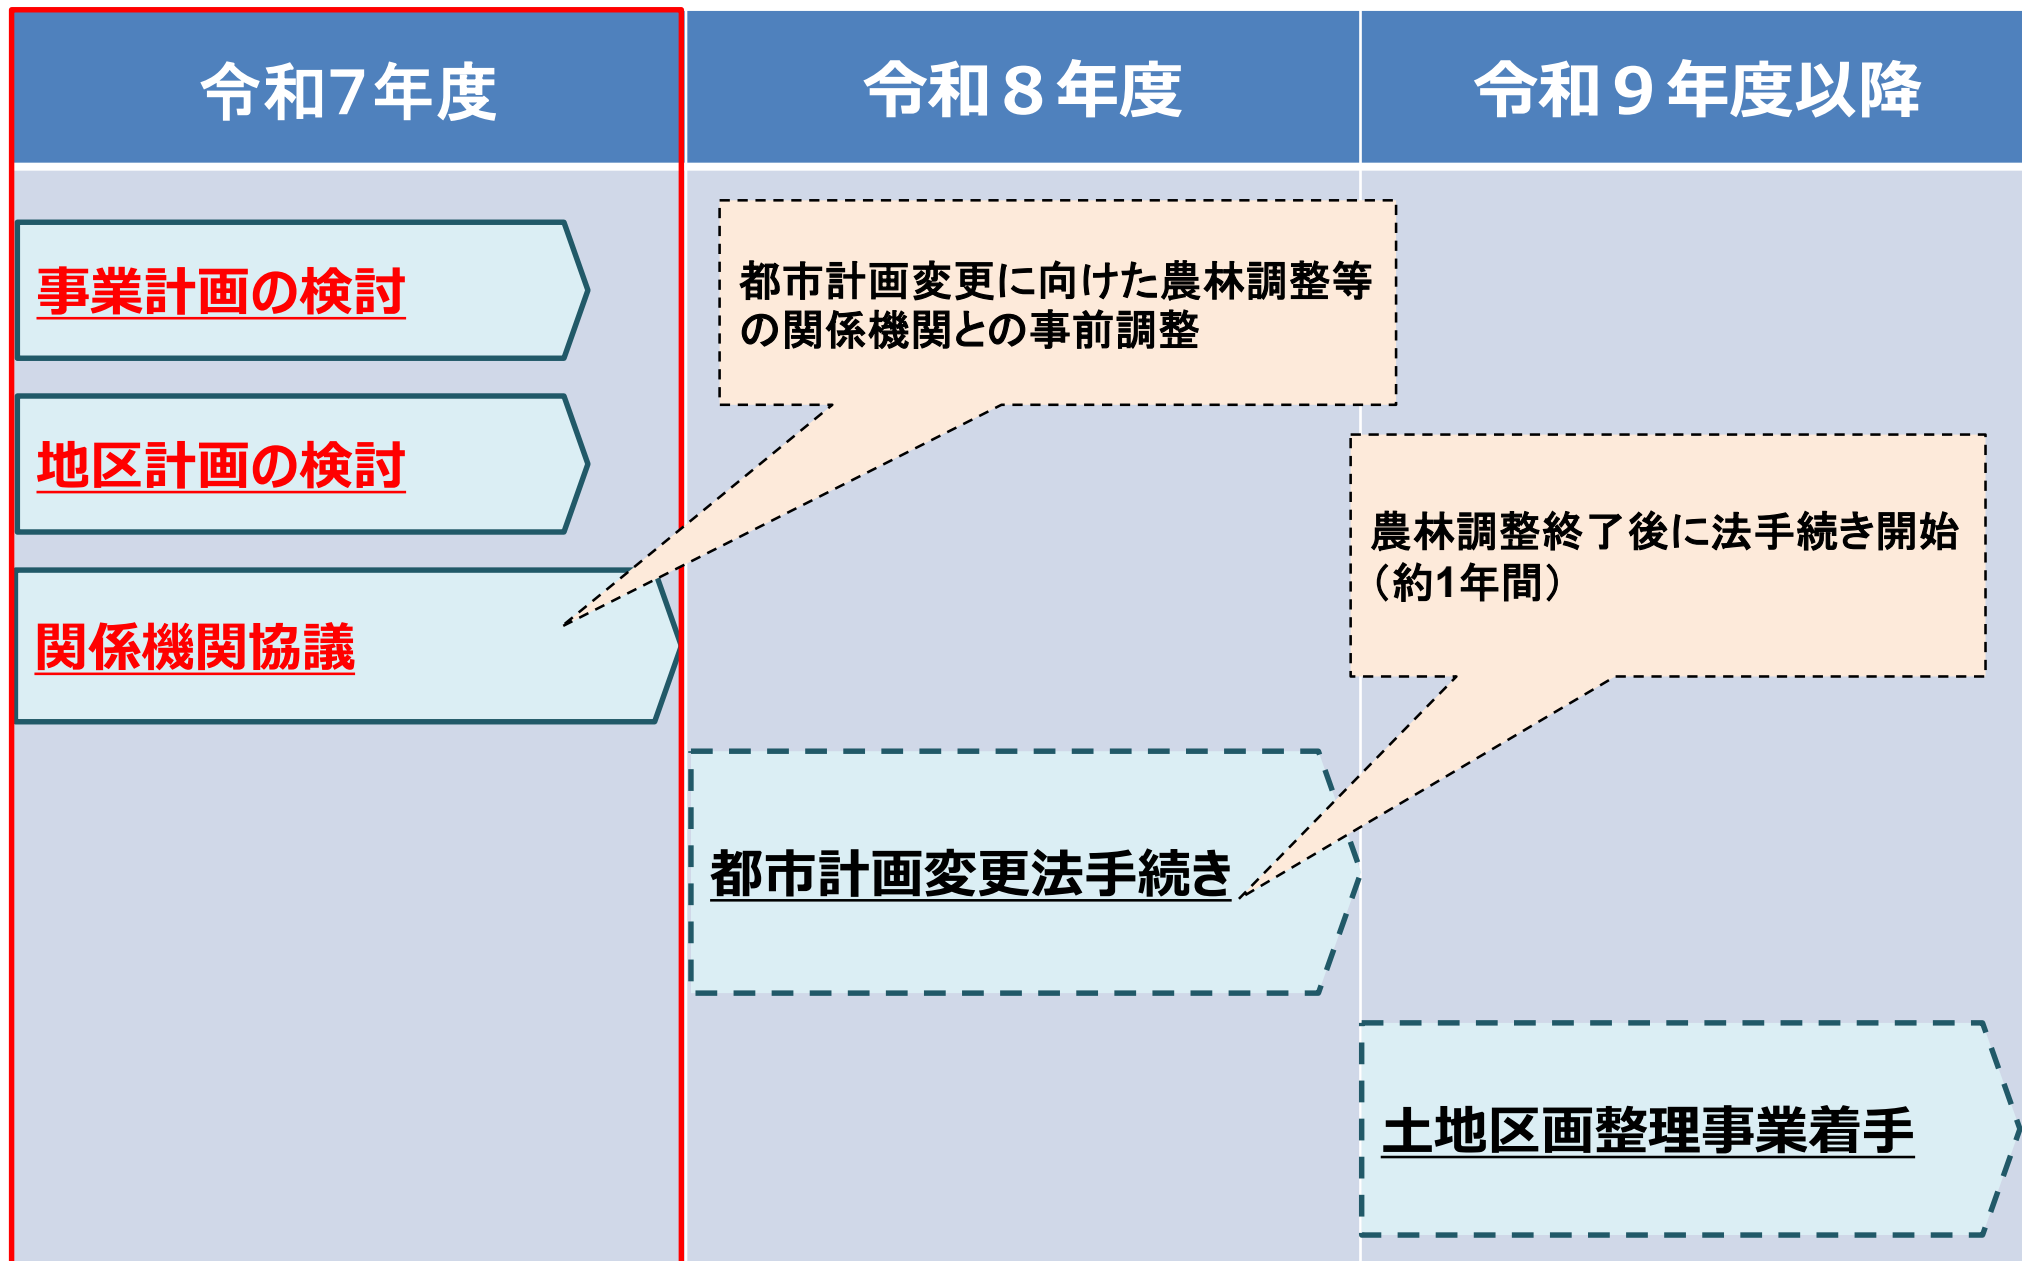 令和7年度
令和８年度
令和９年度以降
事業計画の検討
地区計画の検討
関係機関協議
都市計画変更に向けた農林調整等
の関係機関との事前調整
農林調整終了後に法手続き開始
（約1年間）
都市計画変更法手続き
土地区画整理事業着手